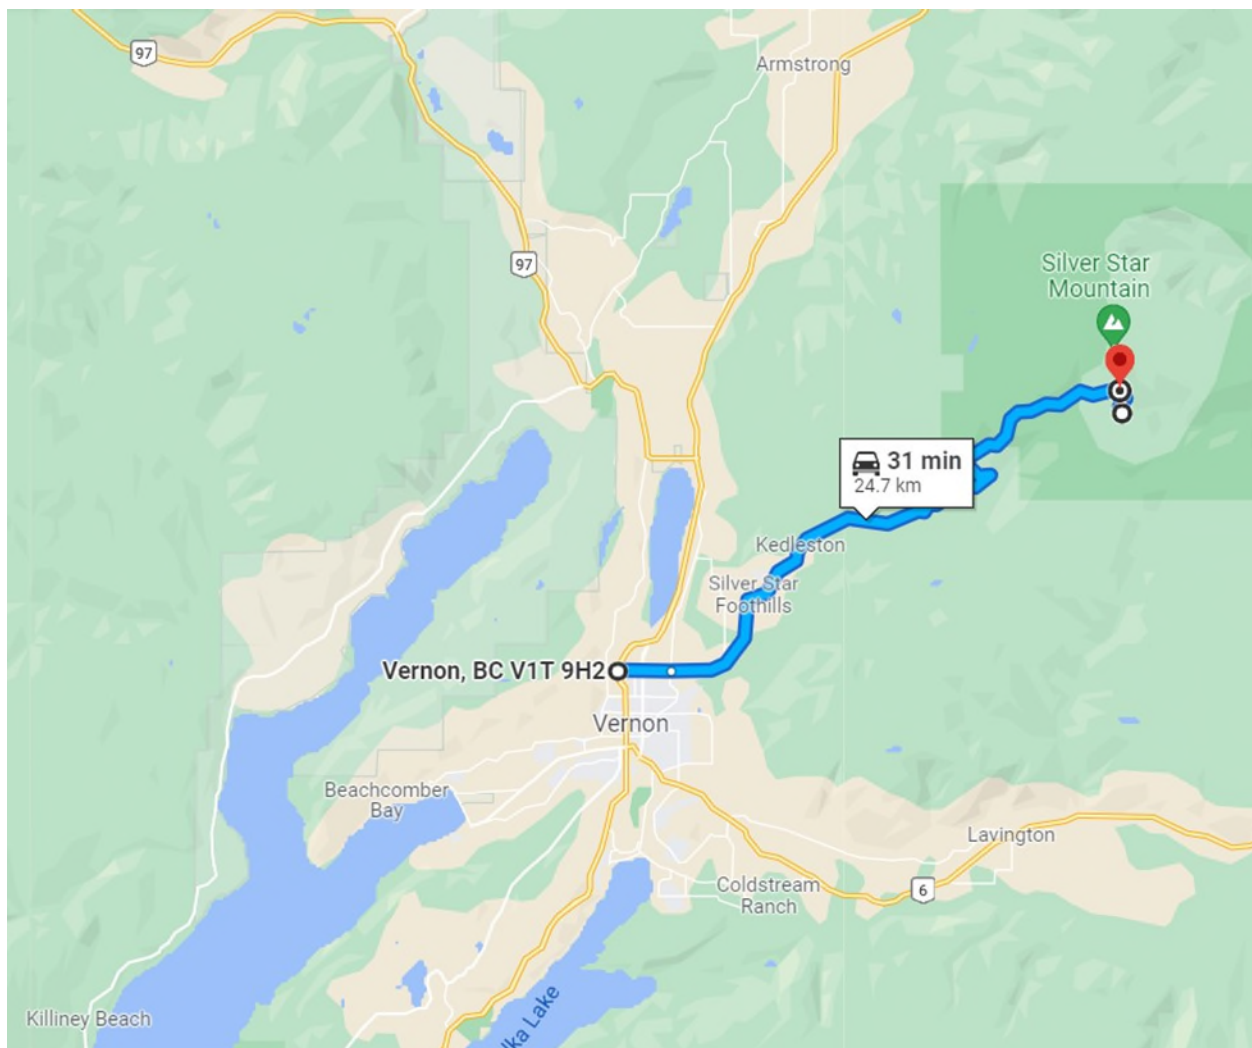 97
Armstrong
97
Silver Star
Mountain
31 min
24.7 km
Kedleston
Silver Star
Foothills
Vernon, BC V1T 9H2
Vernon
Beachcomber
Bay
Lavington
Coldstream
Ranch
6
Killiney Beach
Lake